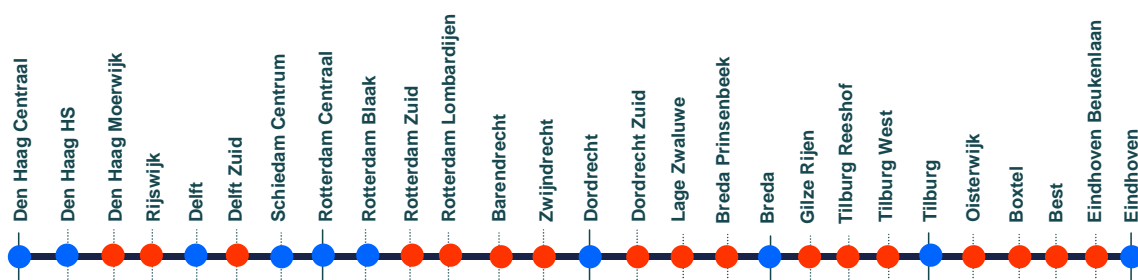 Den Haag Centraal
Den Haag HS
Den Haag Moerwijk
Rijswijk
Delft
Delft Zuid
Schiedam Centrum
Rotterdam Centraal
Rotterdam Blaak
Rotterdam Zuid
Rotterdam Lombardijen
Barendrecht
Zwijndrecht
Dordrecht
Dordrecht Zuid
Lage Zwaluwe
Breda Prinsenbeek
Breda
Gilze Rijen
Tilburg Reeshof
Tilburg West
Tilburg
Oisterwijk
Boxtel
Best
Eindhoven Beukenlaan
Eindhoven